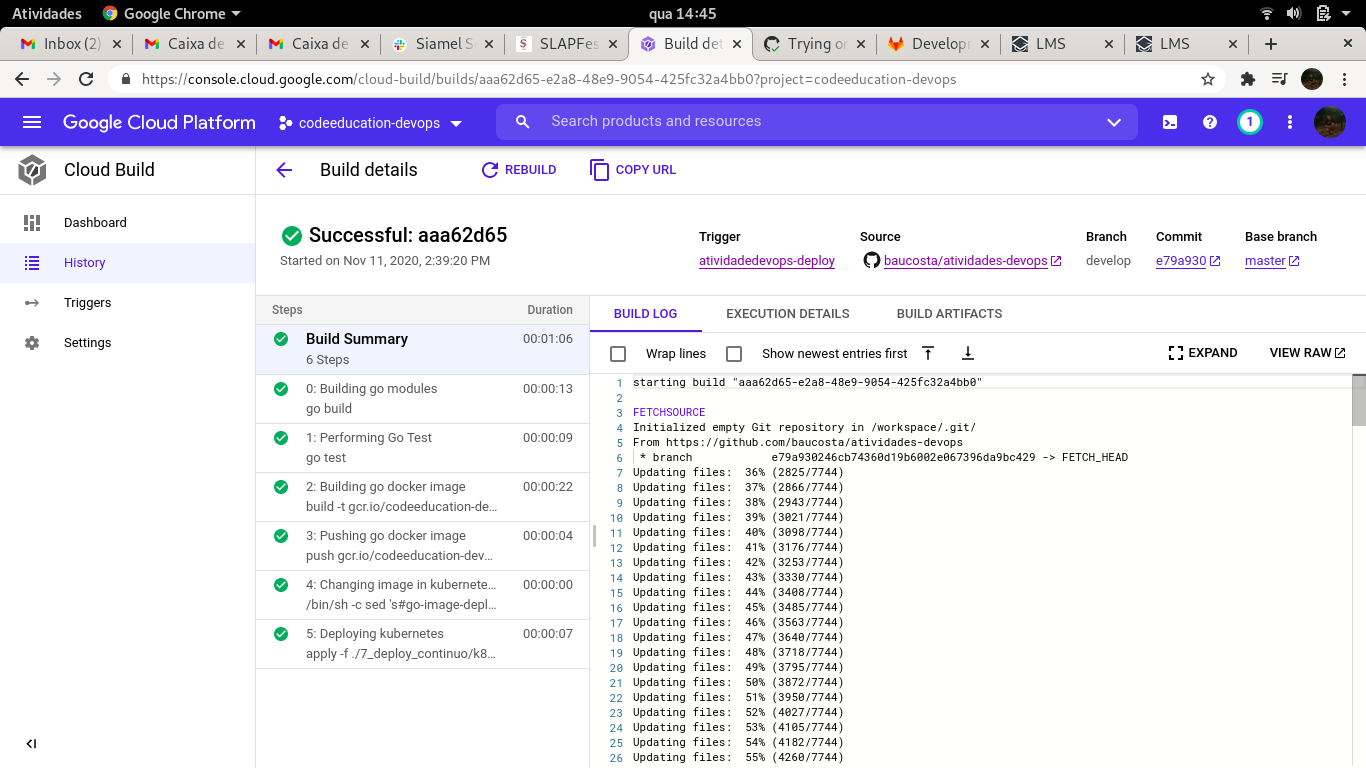 Atividades
Google Chrome
qua 14:45
Inbox (2)
Caixa de
Caixa de
Siamel S
SLAPFes
Build det
Trying or
Developr
LMS
LMS
https://console.cloud.google.com/cloud-build/builds/aaa62d65-e2a8-48e9-9054-425fc32a4bb0?project=codeeducation-devops
Google Cloud Platform
codeeducation-devops
Search products and resources
1
Cloud Build
Build details
REBUILD
COPY URL
Dashboard
History
Triggers
Settings
Successful: aaa62d65
Started on Nov 11, 2020, 2:39:20 PM
Trigger
atividadedevops-deploy
Source
baucosta/atividades-devops
Branch
develop
Commit
e79a930
Base branch
master
Steps
Duration
Build Summary
00:01:06
6 Steps
0: Building go modules
00:00:13
go build
1: Performing Go Test
00:00:09
go test
2: Building go docker image
00:00:22
build -t gcr.io/codeeducation-de…
3: Pushing go docker image
00:00:04
push gcr.io/codeeducation-dev…
4: Changing image in kubernete…
00:00:00
/bin/sh -c sed 's#go-image-depl…
5: Deploying kubernetes
00:00:07
apply -f ./7_deploy_continuo/k8…
BUILD LOG
EXECUTION DETAILS
BUILD ARTIFACTS
Wrap lines
Show newest entries first
EXPAND
VIEW RAW
1 starting build "aaa62d65-e2a8-48e9-9054-425fc32a4bb0"
2
3 FETCHSOURCE
4 Initialized empty Git repository in /workspace/.git/
5 From https://github.com/baucosta/atividades-devops
6 * branch e79a930246cb74360d19b6002e067396da9bc429 -> FETCH_HEAD
7 Updating files: 36% (2825/7744)
8 Updating files: 37% (2866/7744)
9 Updating files: 38% (2943/7744)
10 Updating files: 39% (3021/7744)
11 Updating files: 40% (3098/7744)
12 Updating files: 41% (3176/7744)
13 Updating files: 42% (3253/7744)
14 Updating files: 43% (3330/7744)
15 Updating files: 44% (3408/7744)
16 Updating files: 45% (3485/7744)
17 Updating files: 46% (3563/7744)
18 Updating files: 47% (3640/7744)
19 Updating files: 48% (3718/7744)
20 Updating files: 49% (3795/7744)
21 Updating files: 50% (3872/7744)
22 Updating files: 51% (3950/7744)
23 Updating files: 52% (4027/7744)
24 Updating files: 53% (4105/7744)
25 Updating files: 54% (4182/7744)
26 Updating files: 55% (4260/7744)